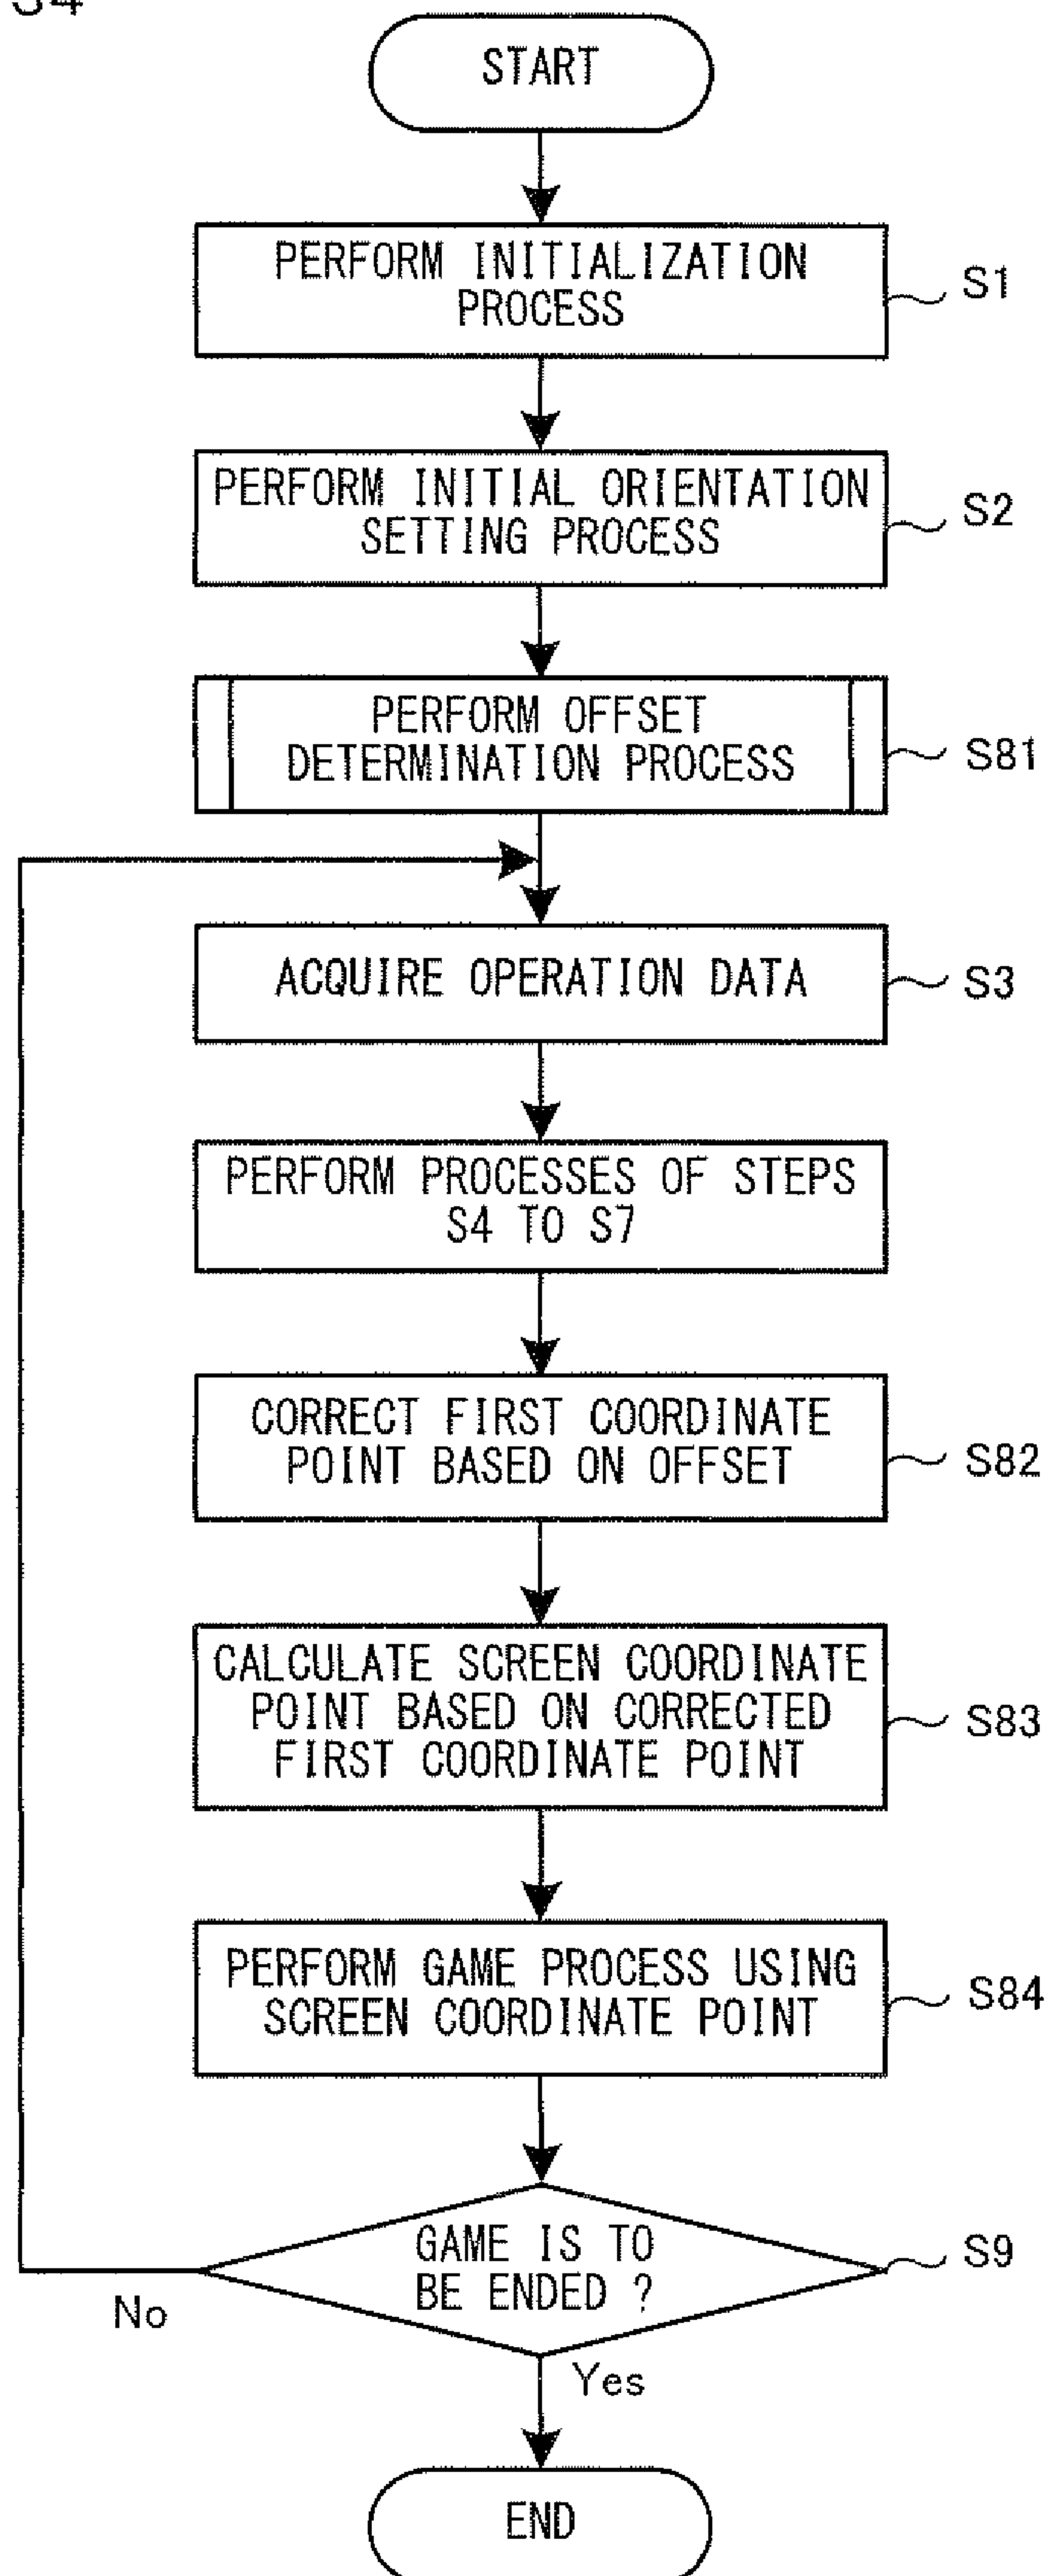 34
START
PERFORM INITIALIZATION
PROCESS
S1
PERFORM INITIAL ORIENTATION
SETTING PROCESS
S2
PERFORM OFFSET
DETERMINATION PROCESS
S81
ACQUIRE OPERATION DATA
S3
PERFORM PROCESSES OF STEPS
S4 TO S7
CORRECT FIRST COORDINATE
POINT BASED ON OFFSET
S82
CALCULATE SCREEN COORDINATE
POINT BASED ON CORRECTED
FIRST COORDINATE POINT
S83
PERFORM GAME PROCESS USING
SCREEN COORDINATE POINT
S84
GAME IS TO
BE ENDED ?
S9
No
Yes
END